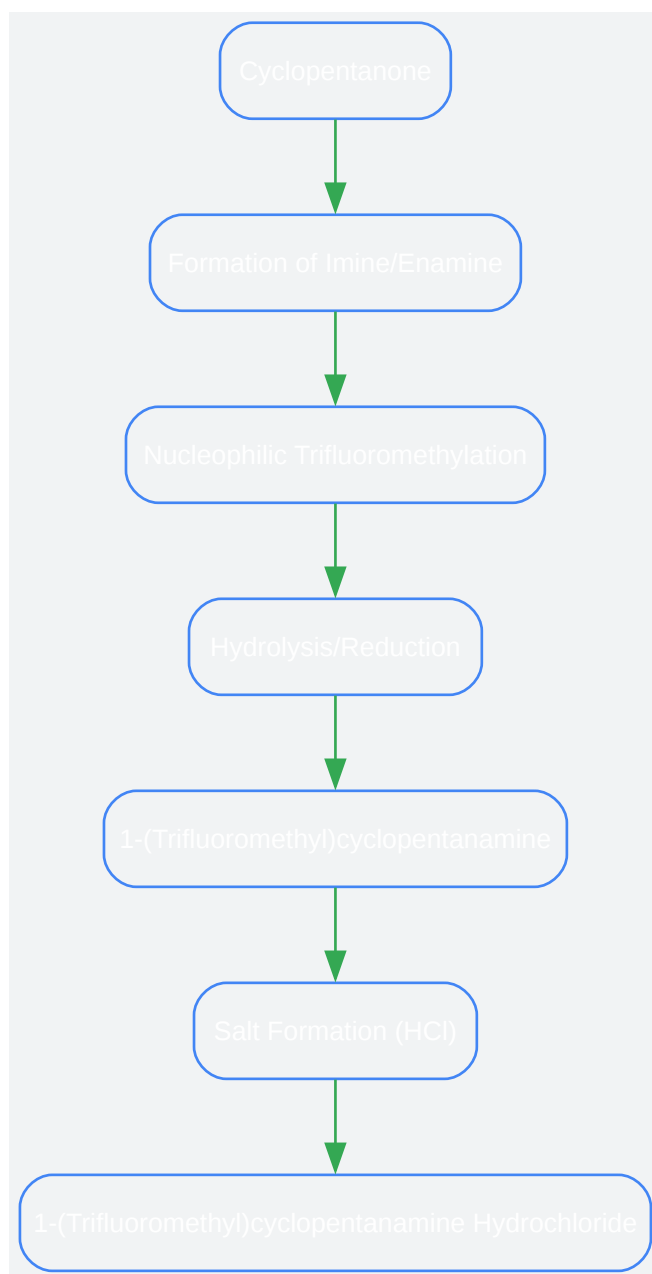 Cyclopentanone
Formation of Imine/Enamine
Nucleophilic Trifluoromethylation
Hydrolysis/Reduction
1-(Trifluoromethyl)cyclopentanamine
Salt Formation (HCl)
1-(Trifluoromethyl)cyclopentanamine Hydrochloride